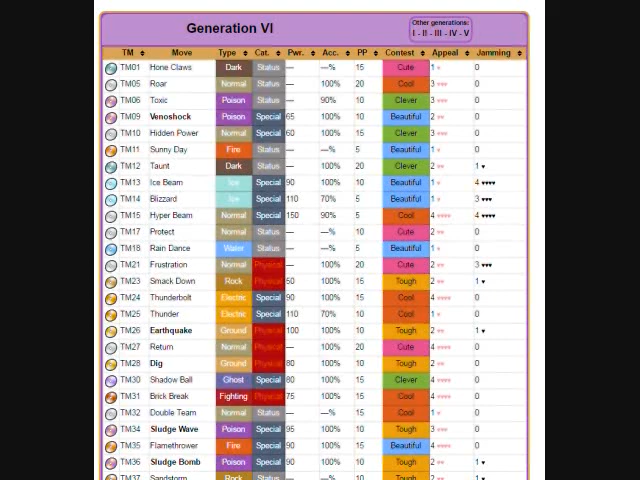 Generation VI
Other generations:
I - II - III - IV - V
TM Move Type Cat. Pwr. Acc. PP Contest Appeal Jamming
TM01 Hone Claws Dark Status — —% 15 Cute 1 ♥ 0
TM05 Roar Normal Status — 100% 20 Cool 3 ♥♥♥ 0
TM06 Toxic Poison Status — 90% 10 Clever 3 ♥♥♥ 0
TM09 Venoshock Poison Special 65 100% 10 Beautiful 2 ♥♥ 0
TM10 Hidden Power Normal Special 60 100% 15 Clever 3 ♥♥♥ 0
TM11 Sunny Day Fire Status — —% 5 Beautiful 1 ♥ 0
TM12 Taunt Dark Status — 100% 20 Clever 2 ♥♥ 1 ♥
TM13 Ice Beam Ice Special 90 100% 10 Beautiful 1 ♥ 4 ♥♥♥♥
TM14 Blizzard Ice Special 110 70% 5 Beautiful 1 ♥ 3 ♥♥♥
TM15 Hyper Beam Normal Special 150 90% 5 Cool 4 ♥♥♥♥ 4 ♥♥♥♥
TM17 Protect Normal Status — —% 10 Cute 2 ♥♥ 0
TM18 Rain Dance Water Status — —% 5 Beautiful 1 ♥ 0
TM21 Frustration Normal Physical — 100% 20 Cute 2 ♥♥ 3 ♥♥♥
TM23 Smack Down Rock Physical 50 100% 15 Tough 2 ♥♥ 1 ♥
TM24 Thunderbolt Electric Special 90 100% 15 Cool 4 ♥♥♥♥ 0
TM25 Thunder Electric Special 110 70% 10 Cool 2 ♥♥ 0
TM26 Earthquake Ground Physical 100 100% 10 Tough 2 ♥♥ 1 ♥
TM27 Return Normal Physical — 100% 20 Cute 4 ♥♥♥♥ 0
TM28 Dig Ground Physical 80 100% 10 Tough 2 ♥♥ 0
TM30 Shadow Ball Ghost Special 80 100% 15 Clever 4 ♥♥♥♥ 0
TM31 Brick Break Fighting Physical 75 100% 15 Cool 4 ♥♥♥♥ 0
TM32 Double Team Normal Status — —% 15 Cool 1 ♥ 0
TM34 Sludge Wave Poison Special 95 100% 10 Tough 3 ♥♥♥ 0
TM35 Flamethrower Fire Special 90 100% 15 Beautiful 4 ♥♥♥♥ 0
TM36 Sludge Bomb Poison Special 90 100% 10 Tough 2 ♥♥ 1 ♥
TM37 Sandstorm Rock Status — —% 10 Tough 2 ♥♥ 1 ♥